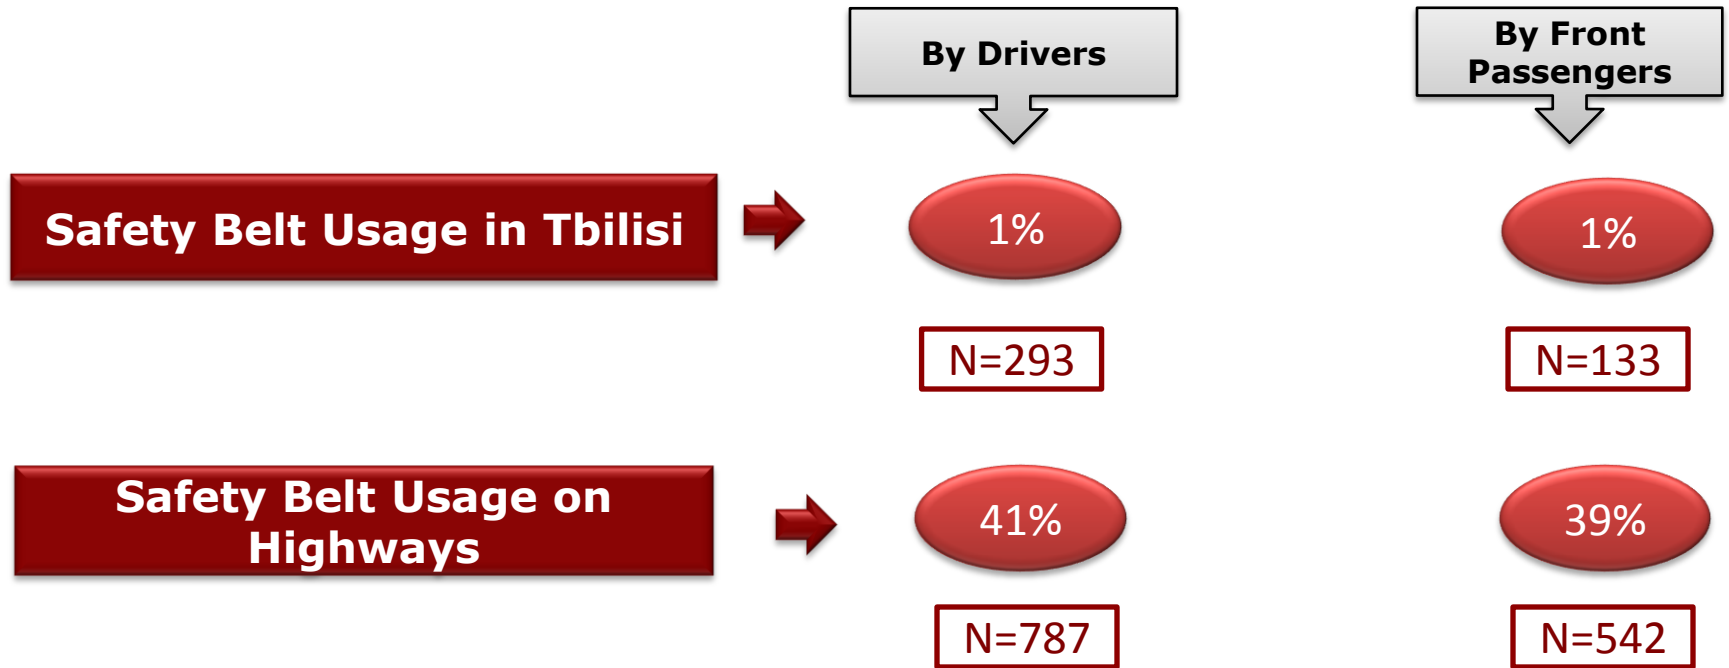 By Drivers
By Front
Passengers
Safety Belt Usage in Tbilisi
1%
1%
N=293
N=133
Safety Belt Usage on
Highways
41%
39%
N=787
N=542